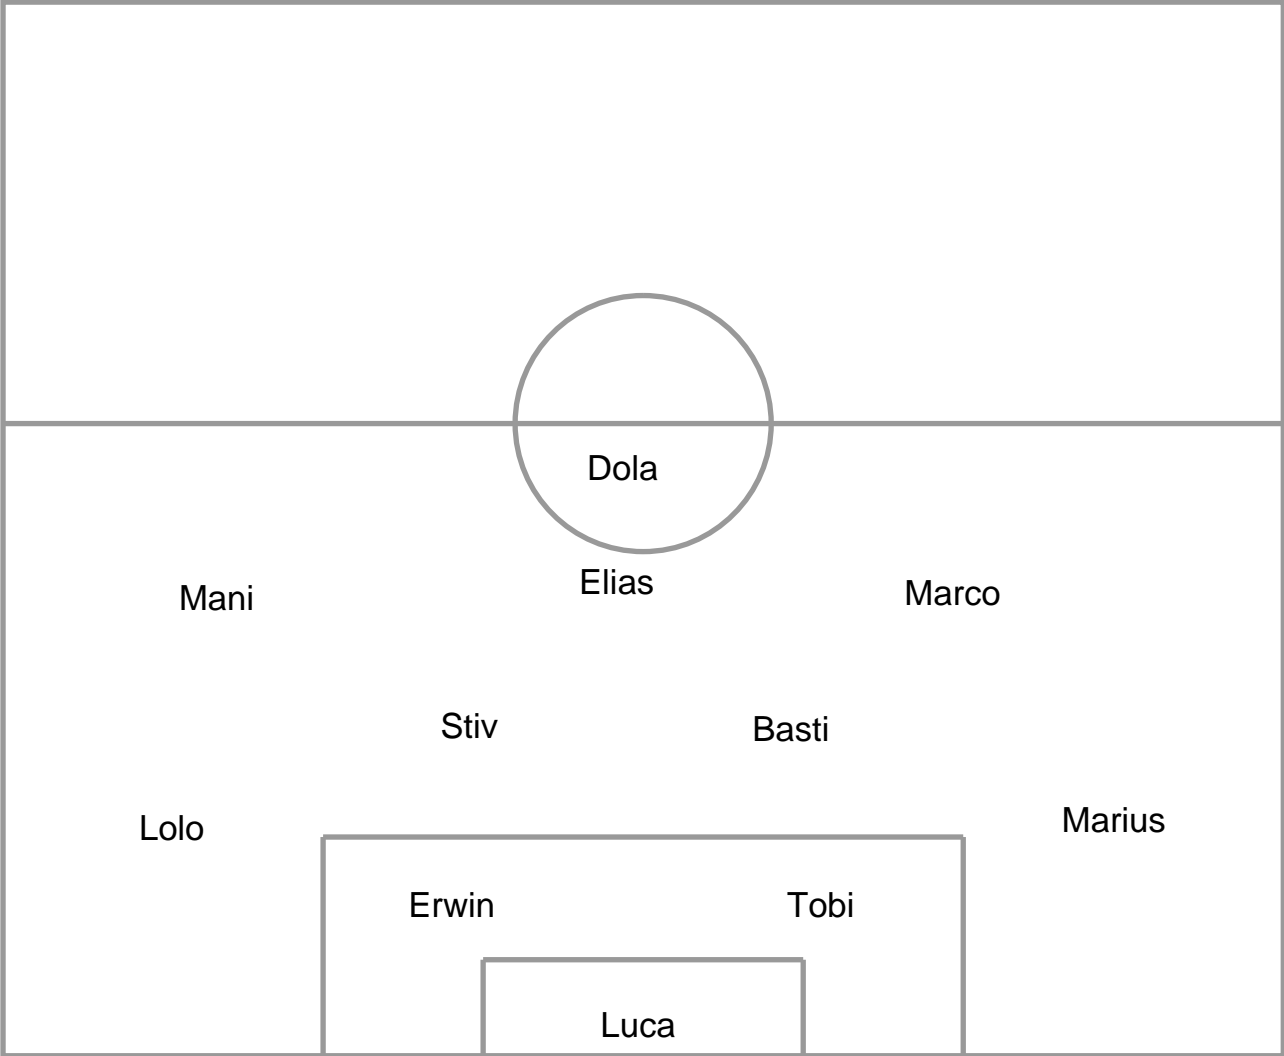 Dola
Mani Elias Marco
Stiv Basti
Lolo Marius
Erwin Tobi
Luca